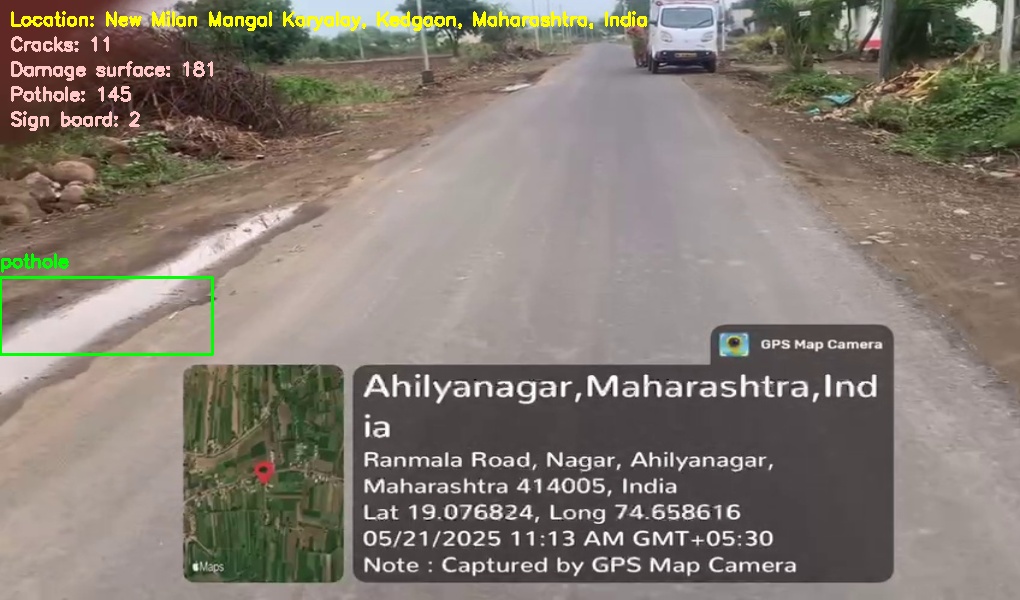 Location: New Milan Mangal Karyalay, Kedgaon, Maharashtra, India
Cracks: 11
Damage surface: 181
Pothole: 145
Sign board: 2
pothole
GPS Map Camera
Ahilyanagar,Maharashtra,Ind
ia
Ranmala Road, Nagar, Ahilyanagar,
Maharashtra 414005, India
Lat 19.076824, Long 74.658616
05/21/2025 11:13 AM GMT+05:30
Note : Captured by GPS Map Camera
Maps